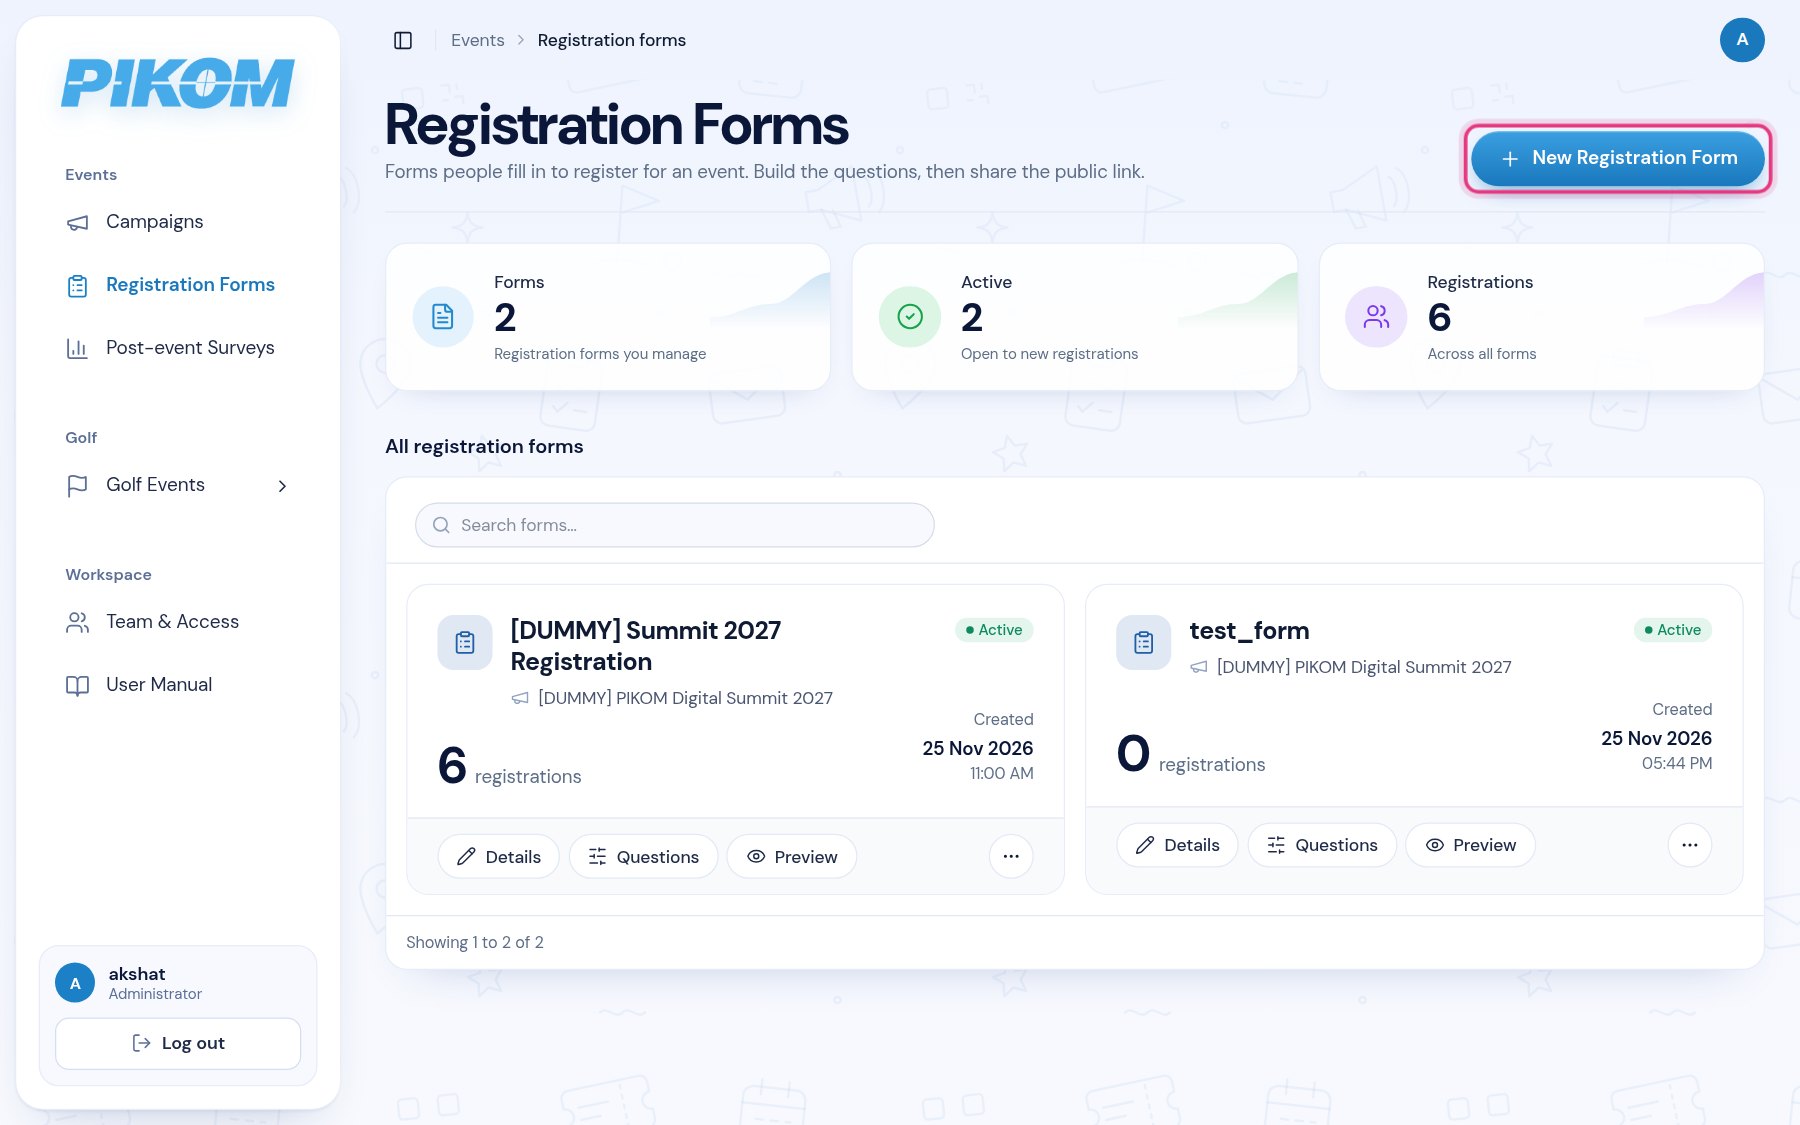 PIKOM
Events
Campaigns
Registration Forms
Post-event Surveys
Golf
Golf Events
Workspace
Team & Access
User Manual
A
akshat
Administrator
Log out
Events > Registration forms
A
Registration Forms
Forms people fill in to register for an event. Build the questions, then share the public link.
+ New Registration Form
Forms
2
Registration forms you manage
Active
2
Open to new registrations
Registrations
6
Across all forms
All registration forms
Search forms...
[DUMMY] Summit 2027
Registration
Active
[DUMMY] PIKOM Digital Summit 2027
Created
25 Nov 2026
11:00 AM
6 registrations
Details
Questions
Preview
test_form
Active
[DUMMY] PIKOM Digital Summit 2027
Created
25 Nov 2026
05:44 PM
0 registrations
Details
Questions
Preview
Showing 1 to 2 of 2